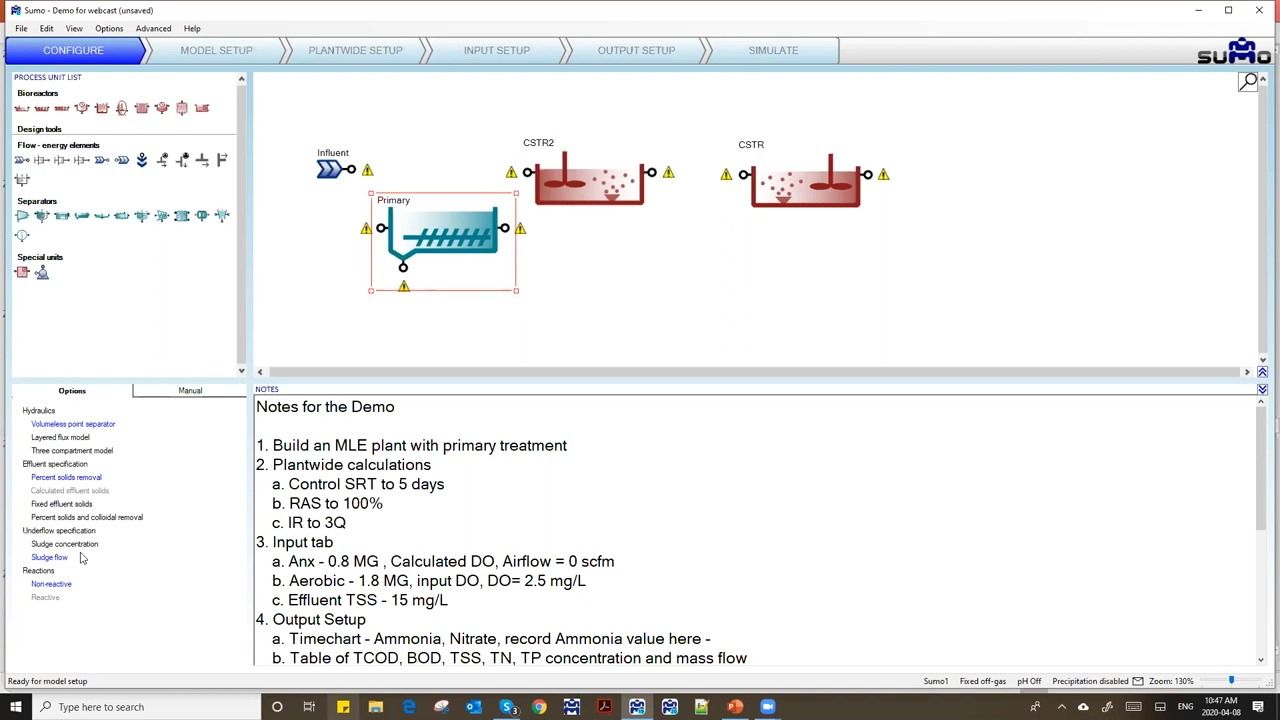 Sumo - Demo for webcast (unsaved)
File Edit View Options Advanced Help
CONFIGURE MODEL SETUP PLANTWIDE SETUP INPUT SETUP OUTPUT SETUP SIMULATE
sumo
PROCESS UNIT LIST
Bioreactors
Design tools
Flow - energy elements
Separators
Special units
Influent
CSTR2
CSTR
Primary
Options Manual
Hydraulics
Volumeless point separator
Layered flux model
Three compartment model
Effluent specification
Percent solids removal
Calculated effluent solids
Fixed effluent solids
Percent solids and colloidal removal
Underflow specification
Sludge concentration
Sludge flow
Reactions
Non-reactive
Reactive
NOTES
Notes for the Demo
1. Build an MLE plant with primary treatment
2. Plantwide calculations
a. Control SRT to 5 days
b. RAS to 100%
c. IR to 3Q
3. Input tab
a. Anx - 0.8 MG , Calculated DO, Airflow = 0 scfm
b. Aerobic - 1.8 MG, input DO, DO= 2.5 mg/L
c. Effluent TSS - 15 mg/L
4. Output Setup
a. Timechart - Ammonia, Nitrate, record Ammonia value here -
b. Table of TCOD, BOD, TSS, TN, TP concentration and mass flow
Ready for model setup
Sumo1 Fixed off-gas pH Off Precipitation disabled Zoom: 130%
Type here to search
10:47 AM
2020-04-08